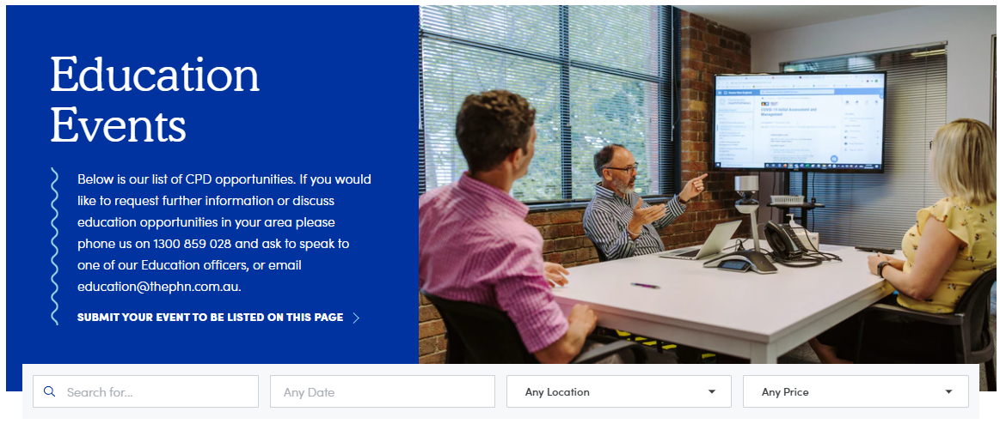 Education
Events
Below is our list of CPD opportunities. If you would
like to request further information or discuss
education opportunities in your area please
phone us on 1300 859 028 and ask to speak to
one of our Education officers, or email
education@thephn.com.au.
SUBMIT YOUR EVENT TO BE LISTED ON THIS PAGE
COVID-19 Initial Assessment and
Management
Search for...
Any Date
Any Location
Any Price